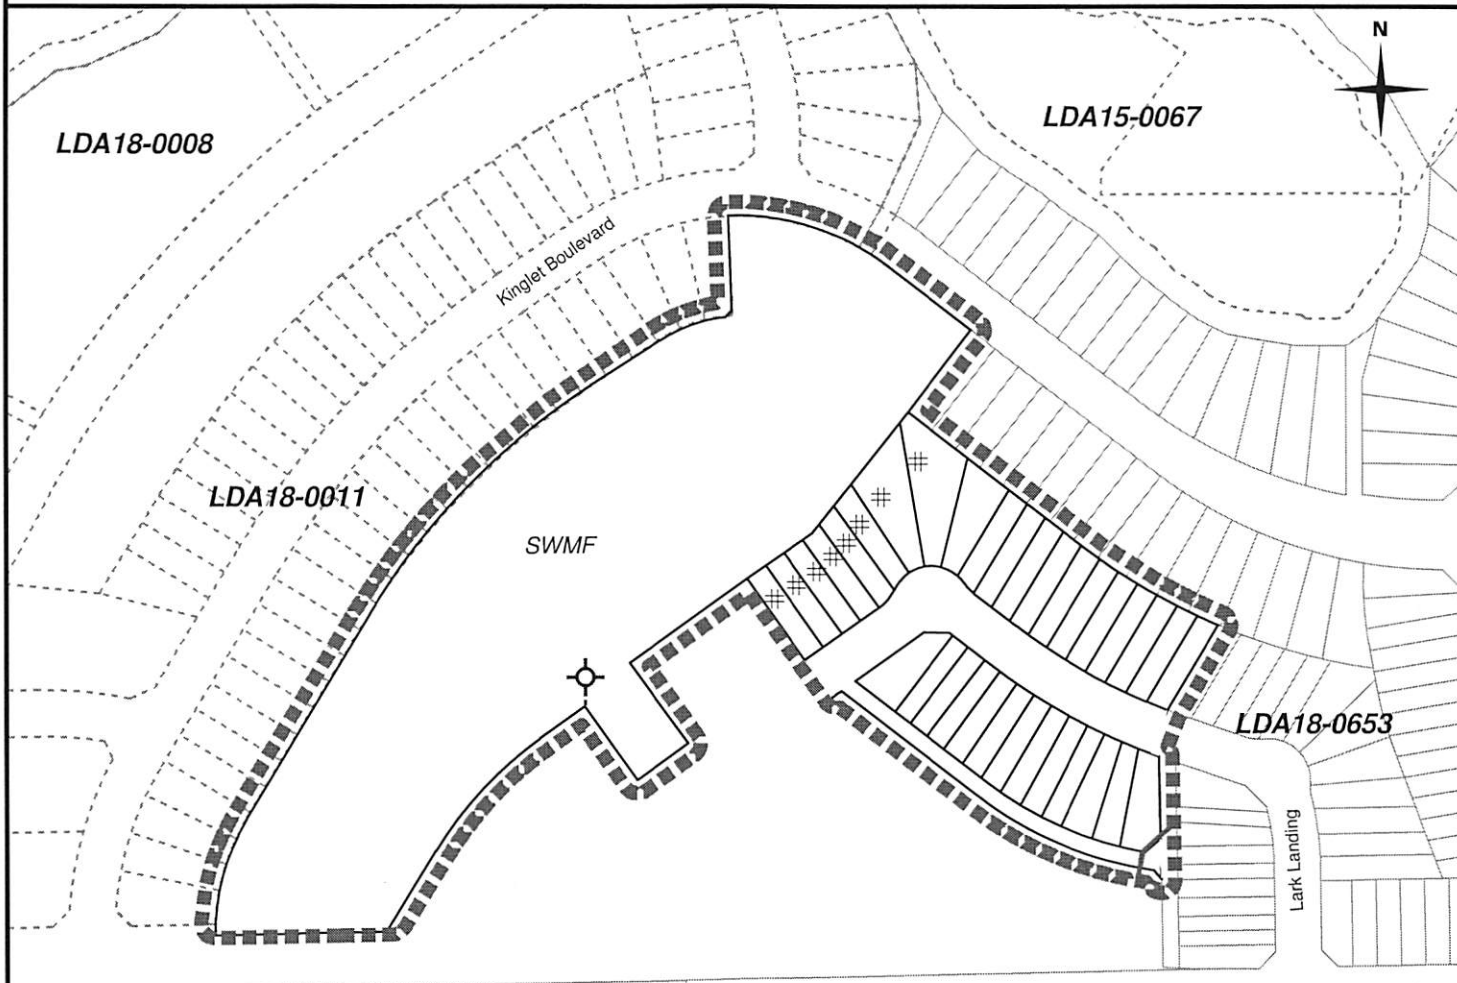 N
LDA15-0067
LDA18-0008
Kinglet Boulevard
LDA18-0011
SWMF
LDA18-0653
Lark Landing